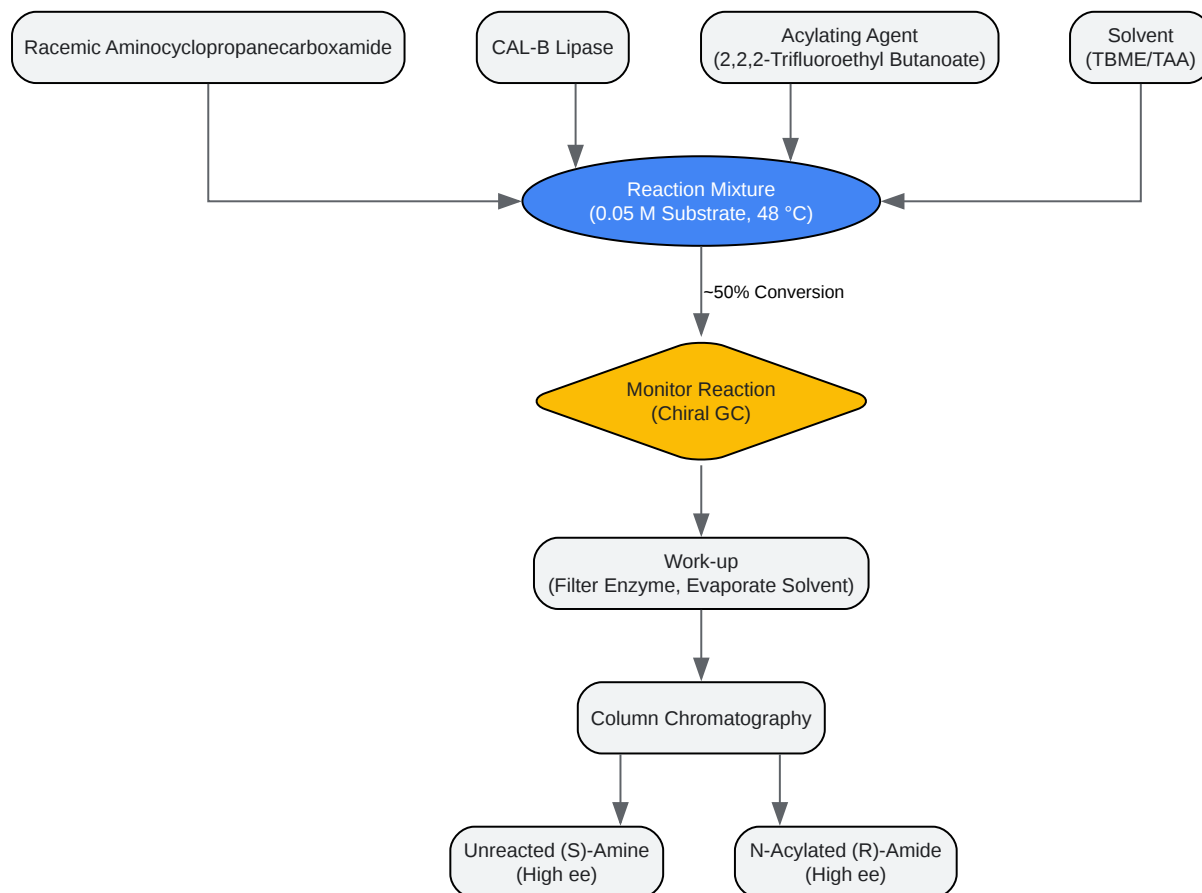 Racemic Aminocyclopropanecarboxamide
CAL-B Lipase
Acylating Agent
(2,2,2-Trifluoroethyl Butanoate)
Solvent
(TBME/TAA)
Reaction Mixture
(0.05 M Substrate, 48 °C)
~50% Conversion
Monitor Reaction
(Chiral GC)
Work-up
(Filter Enzyme, Evaporate Solvent)
Column Chromatography
Unreacted (S)-Amine
(High ee)
N-Acylated (R)-Amide
(High ee)